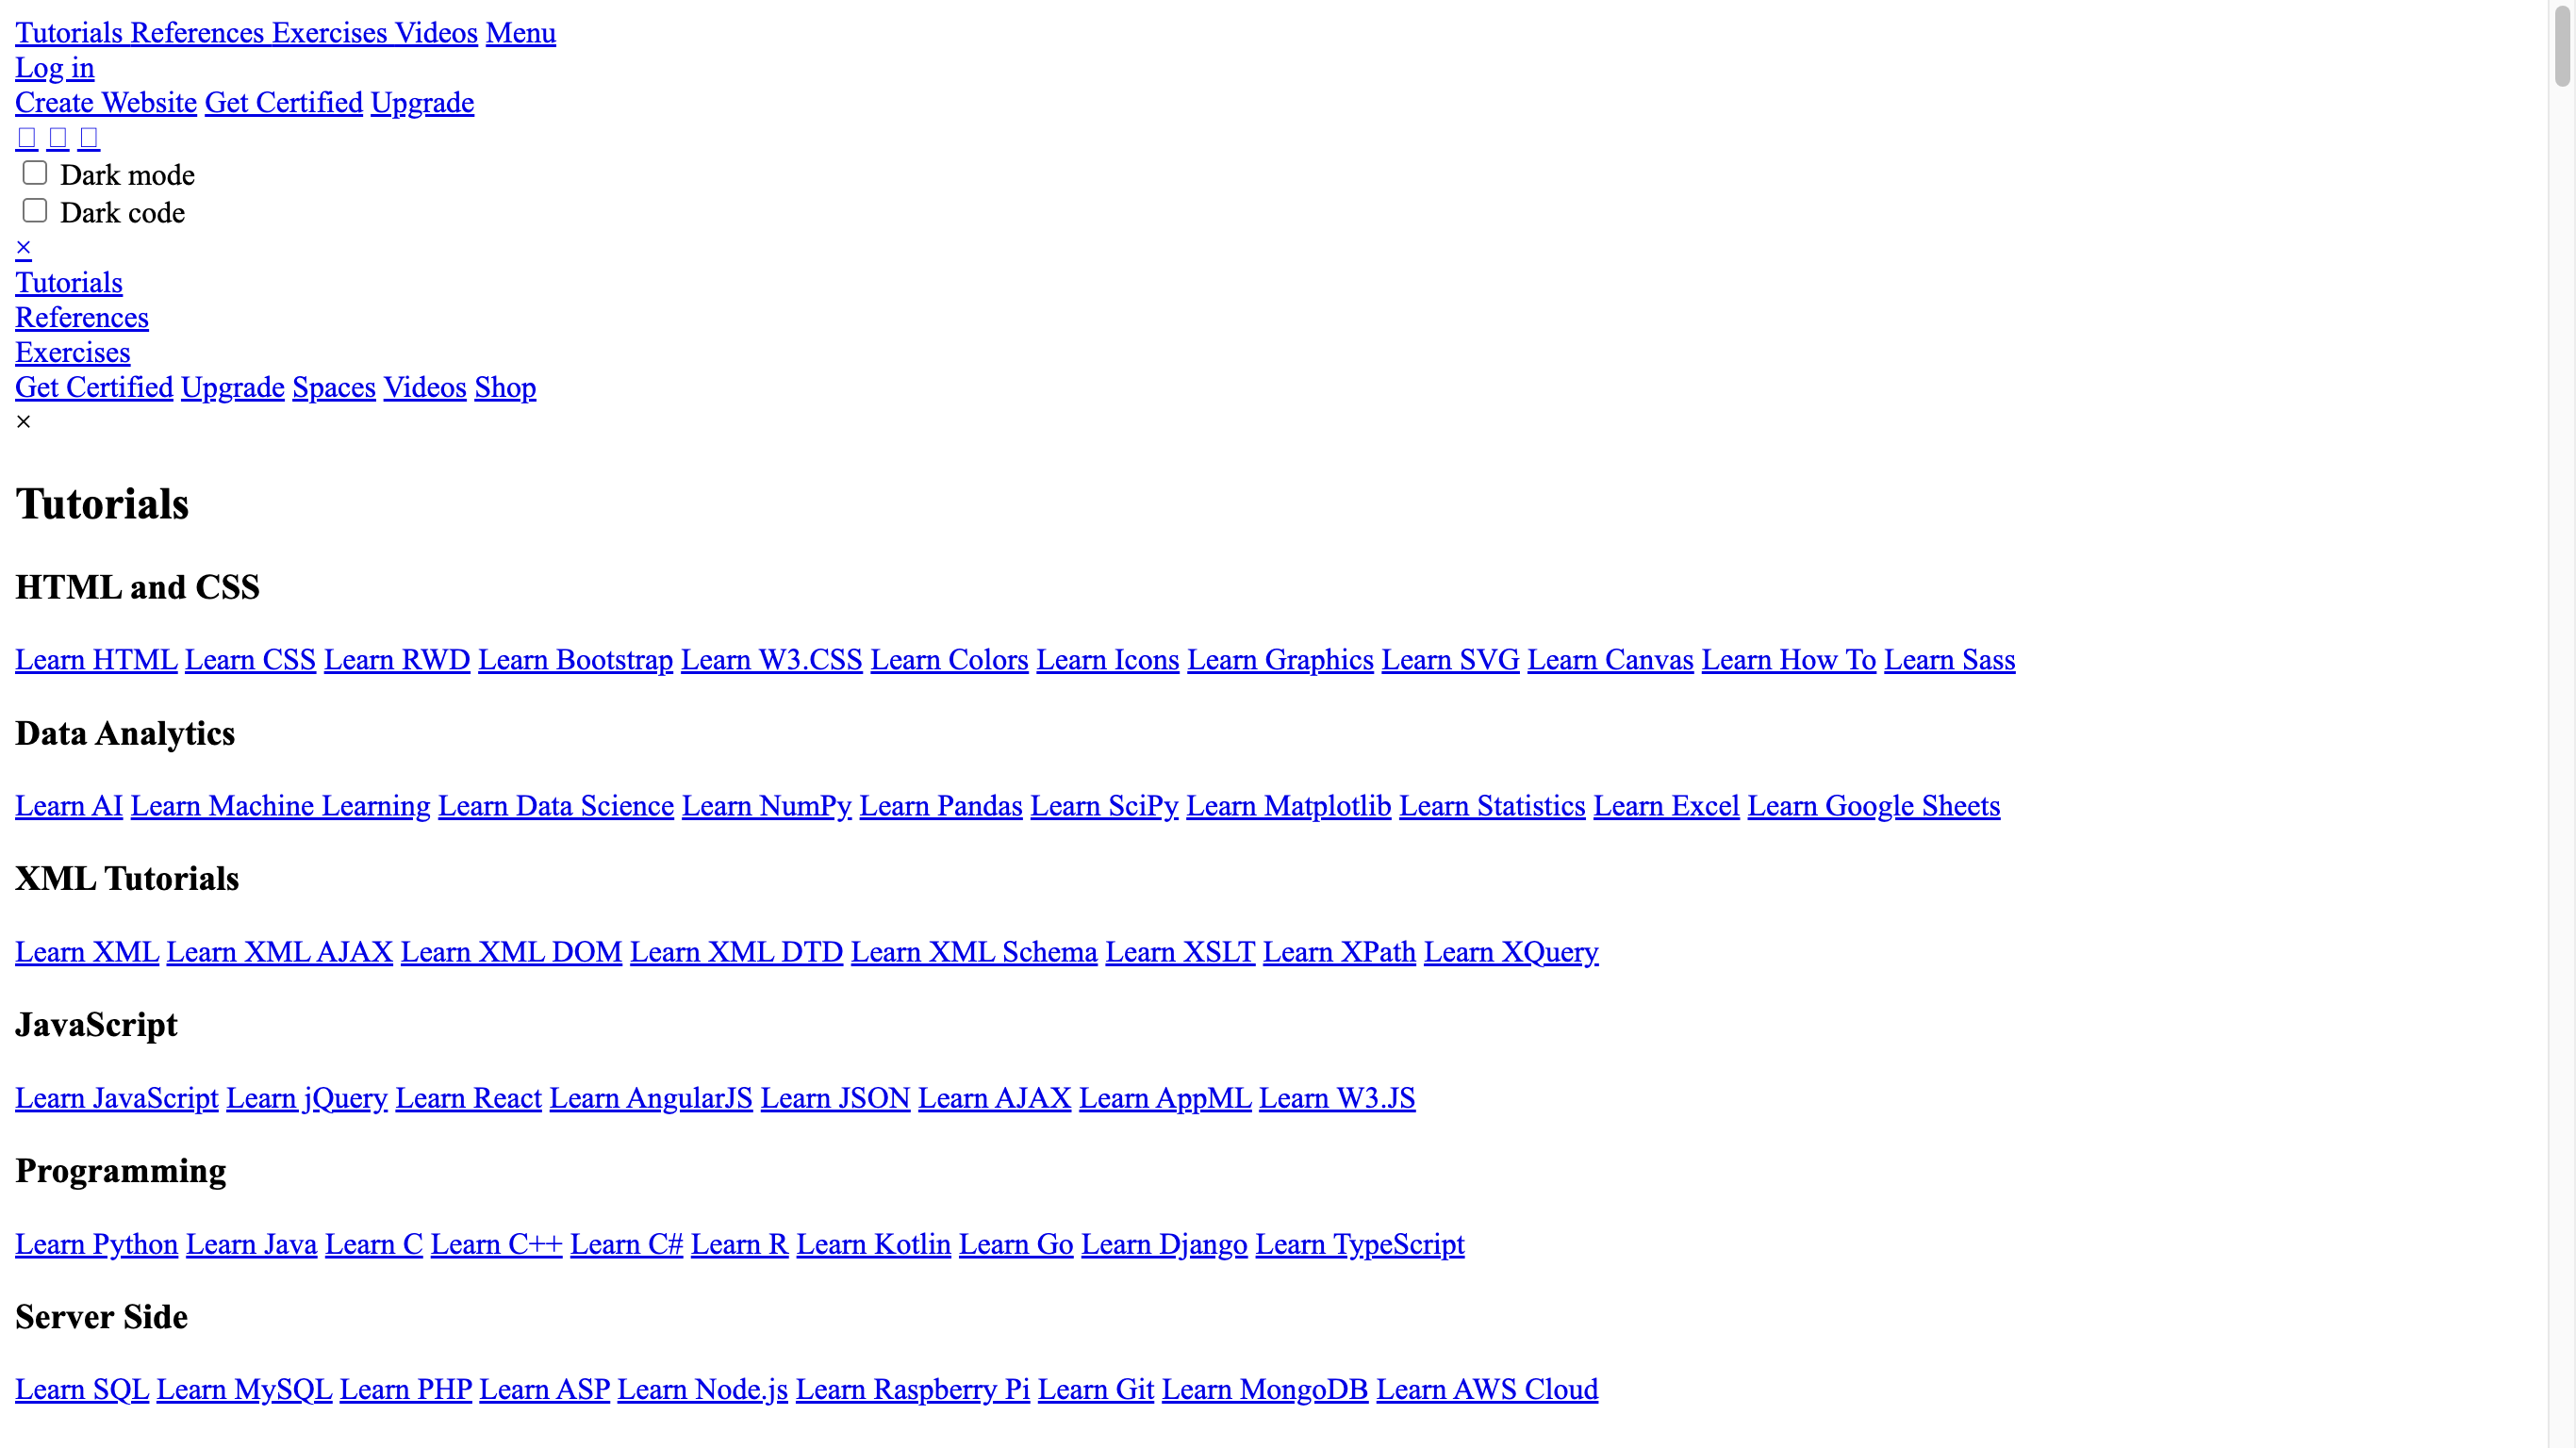 Tutorials References Exercises Videos Menu
Log in
Create Website Get Certified Upgrade
Dark mode
Dark code
×
Tutorials
References
Exercises
Get Certified Upgrade Spaces Videos Shop
×
Tutorials
HTML and CSS
Learn HTML Learn CSS Learn RWD Learn Bootstrap Learn W3.CSS Learn Colors Learn Icons Learn Graphics Learn SVG Learn Canvas Learn How To Learn Sass
Data Analytics
Learn AI Learn Machine Learning Learn Data Science Learn NumPy Learn Pandas Learn SciPy Learn Matplotlib Learn Statistics Learn Excel Learn Google Sheets
XML Tutorials
Learn XML Learn XML AJAX Learn XML DOM Learn XML DTD Learn XML Schema Learn XSLT Learn XPath Learn XQuery
JavaScript
Learn JavaScript Learn jQuery Learn React Learn AngularJS Learn JSON Learn AJAX Learn AppML Learn W3.JS
Programming
Learn Python Learn Java Learn C Learn C++ Learn C# Learn R Learn Kotlin Learn Go Learn Django Learn TypeScript
Server Side
Learn SQL Learn MySQL Learn PHP Learn ASP Learn Node.js Learn Raspberry Pi Learn Git Learn MongoDB Learn AWS Cloud